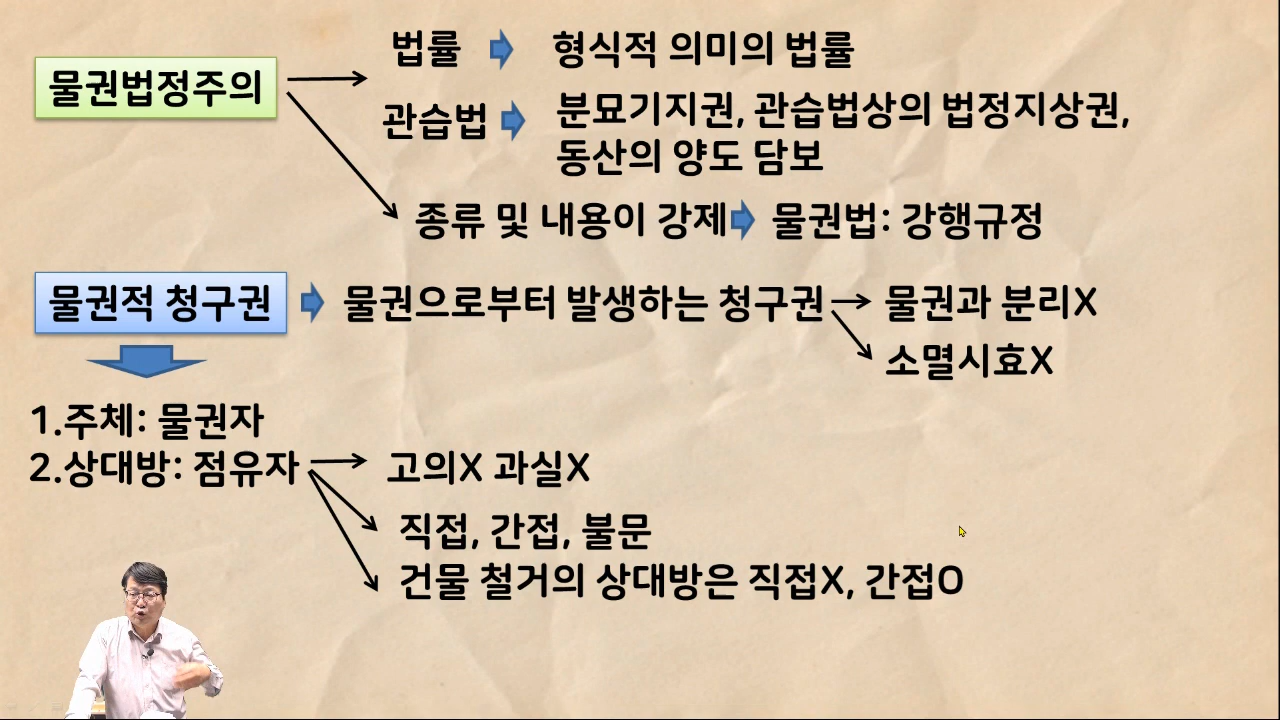 물권법정주의
법률 형식적 의미의 법률
관습법 분묘기지권, 관습법상의 법정지상권,
동산의 양도 담보
종류 및 내용이 강제 물권법: 강행규정
물권적 청구권 물권으로부터 발생하는 청구권 물권과 분리X
소멸시효X
1.주체: 물권자
2.상대방: 점유자 고의X 과실X
직접, 간접, 불문
건물 철거의 상대방은 직접X, 간접O